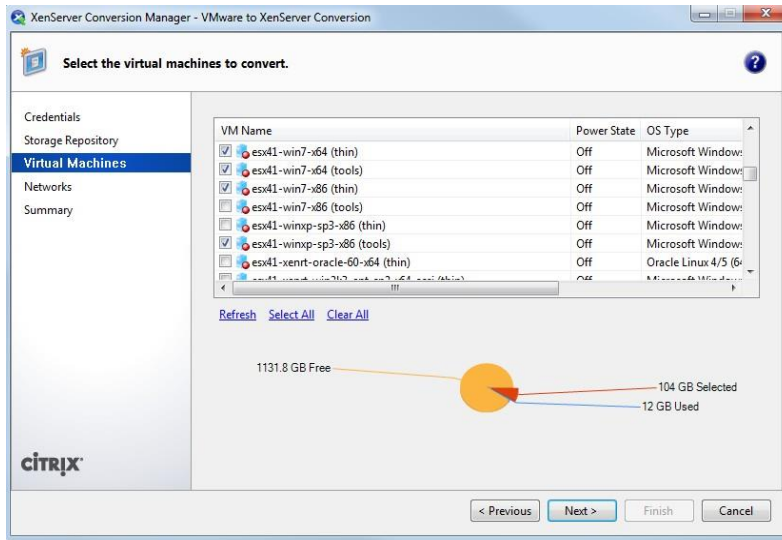 XenServer Conversion Manager - VMware to XenServer Conversion
Select the virtual machines to convert.
Credentials
Storage Repository
Virtual Machines
Networks
Summary
VM Name Power State OS Type
esx41-win7-x64 (thin) Off Microsoft Window
esx41-win7-x64 (tools) Off Microsoft Window
esx41-win7-x86 (thin) Off Microsoft Window
esx41-win7-x86 (tools) Off Microsoft Window
esx41-winxp-sp3-x86 (thin) Off Microsoft Window
esx41-winxp-sp3-x86 (tools) Off Microsoft Window
esx41-xenrt-oracle-60-x64 (thin) Off Oracle Linux 4/5 (6
Refresh Select All Clear All
1131.8 GB Free
104 GB Selected
12 GB Used
CITRIX
< Previous Next > Finish Cancel